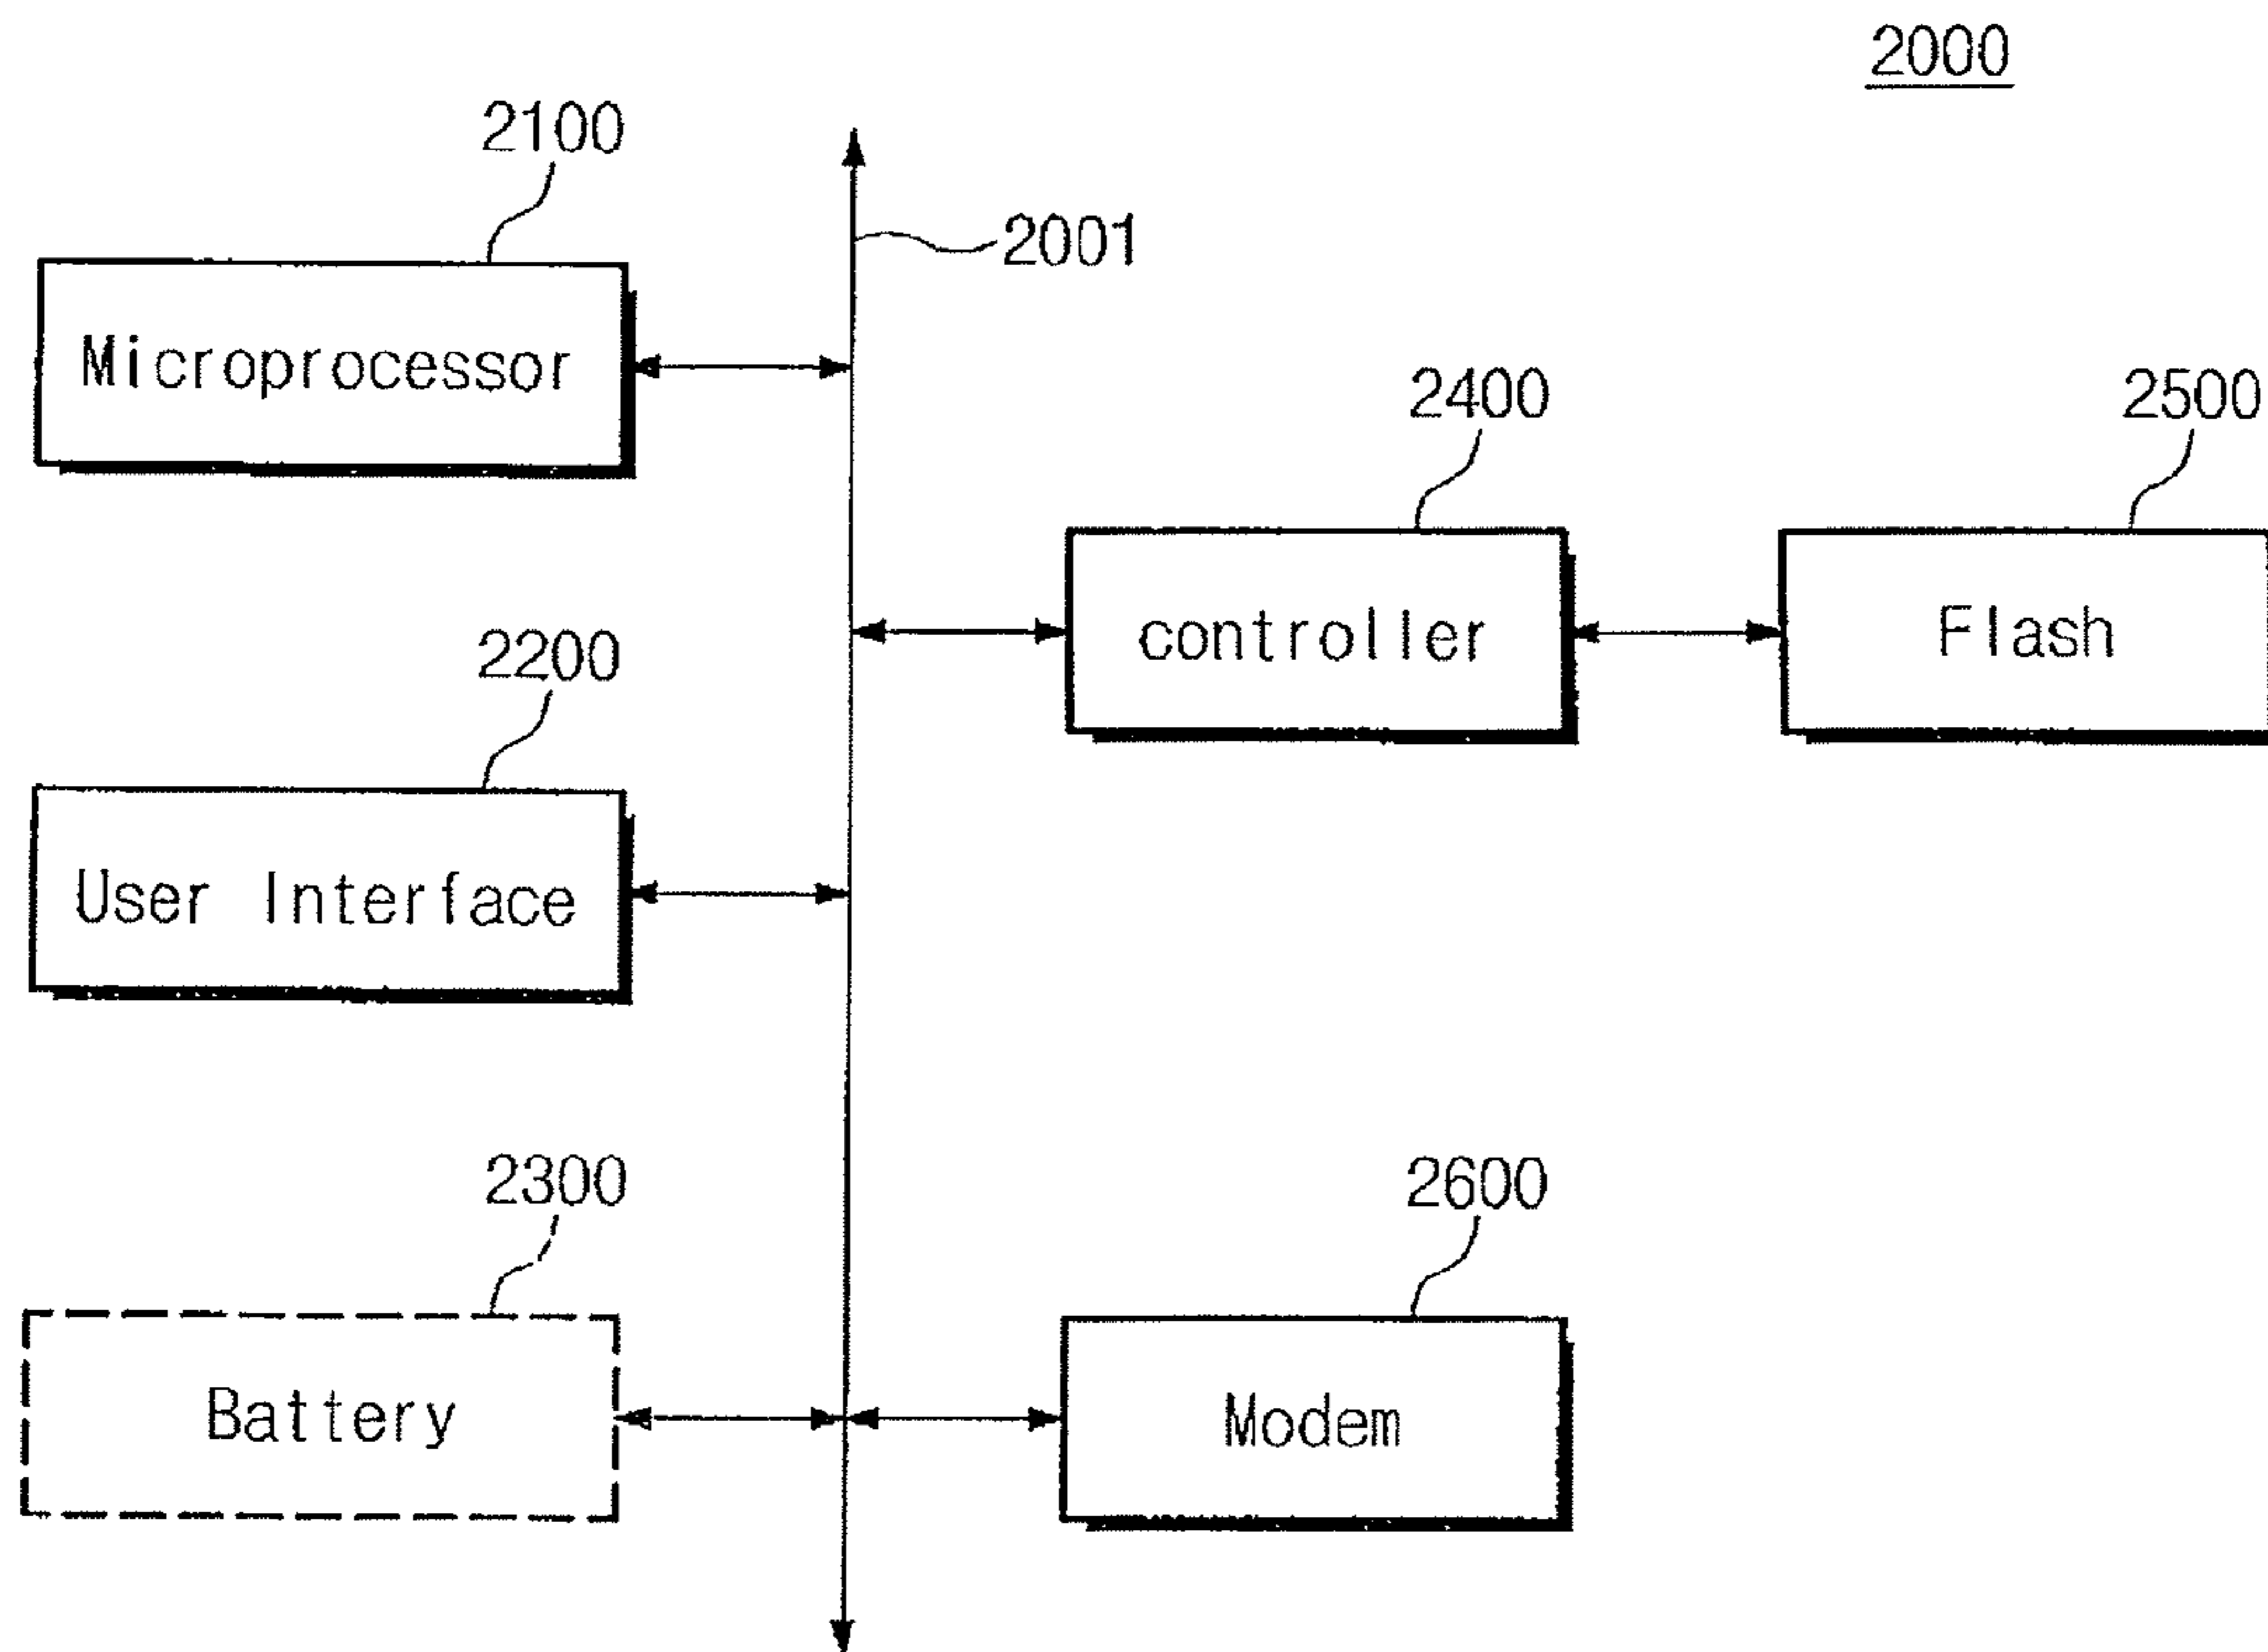 2000
2100
2001
Microprocessor
2400
2500
controller
Flash
2200
User Interface
2300
2600
Battery
Modem